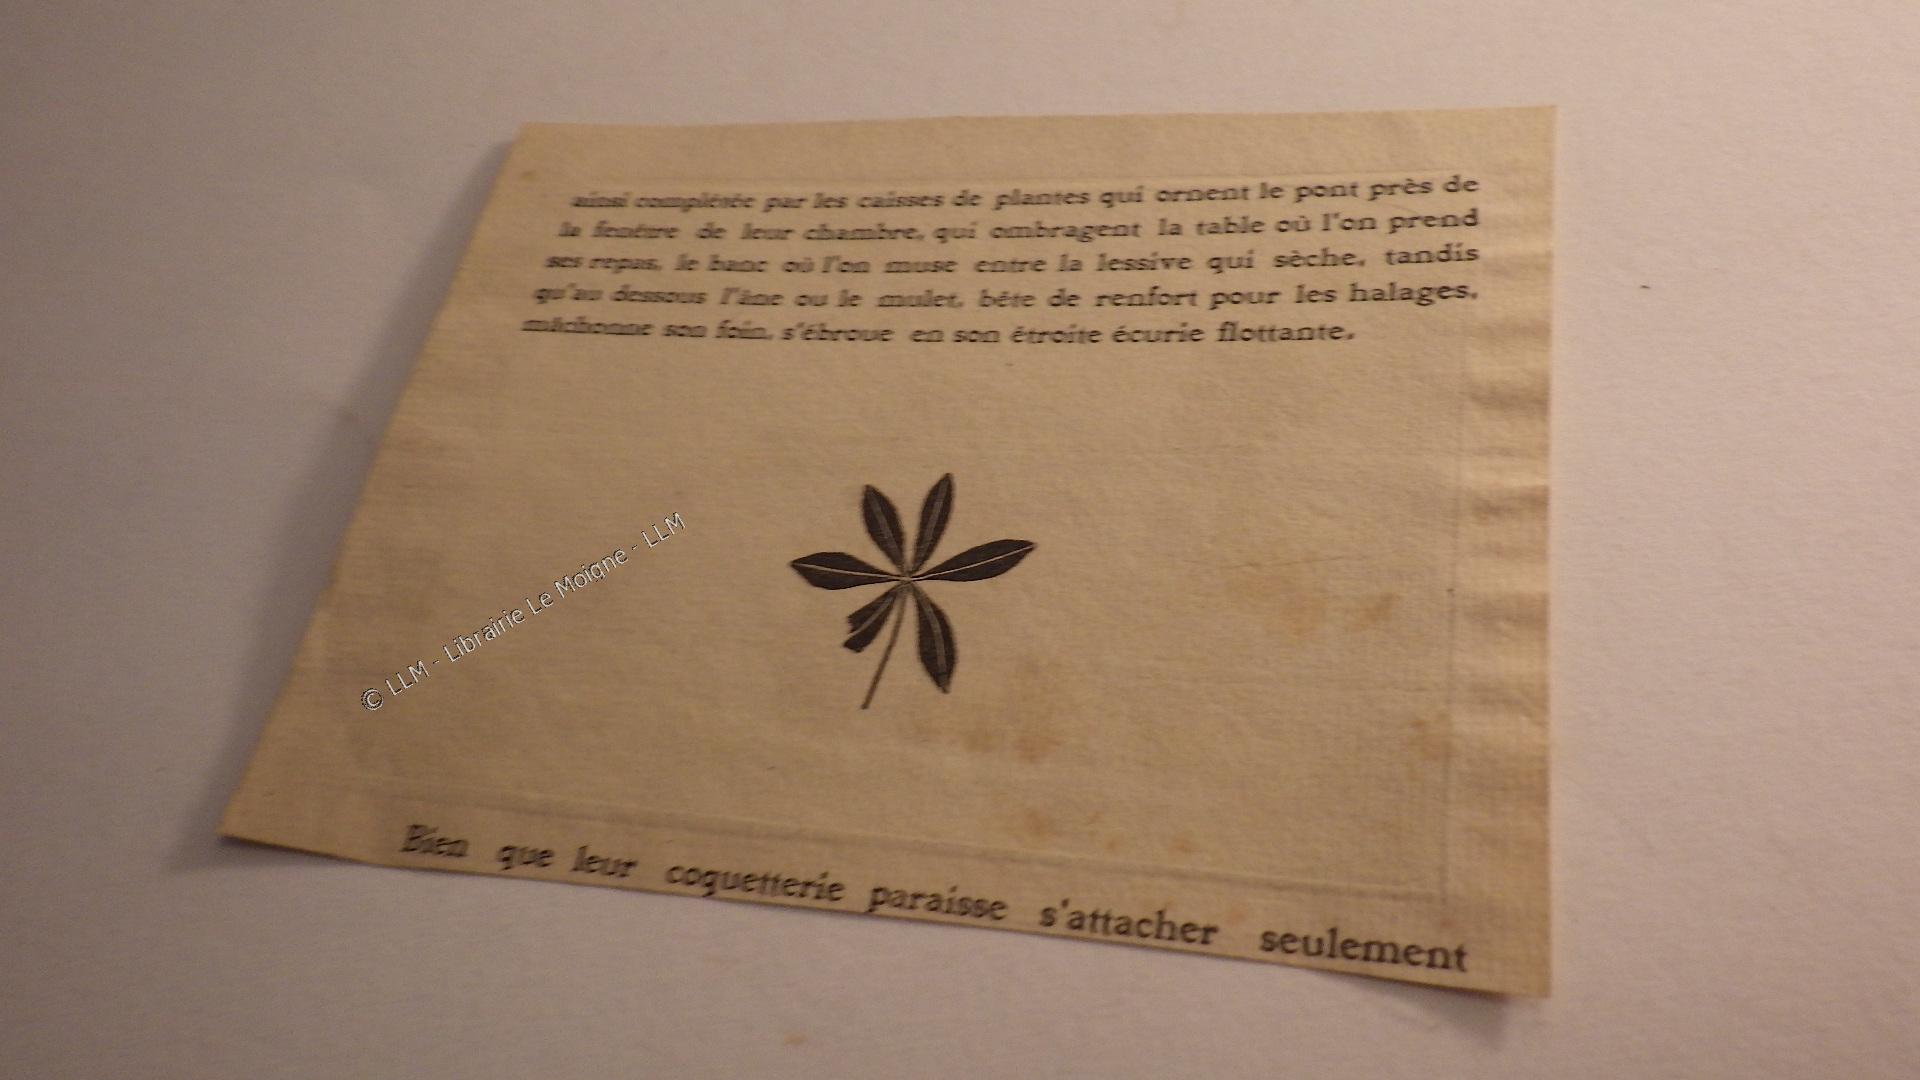 ainsi complétée par les caisses de plantes qui ornent le pont près de
la fenêtre de leur chambre, qui ombragent la table où l'on prend
ses repas, le banc où l'on muse entre la lessive qui sèche, tandis
qu'au dessous l'âne ou le mulet, bête de renfort pour les halages,
mâchonne son foin, s'ébroue en son étroite écurie flottante.
© LLM - Librairie Le Moigne - LLM
Bien que leur coquetterie paraisse s'attacher seulement